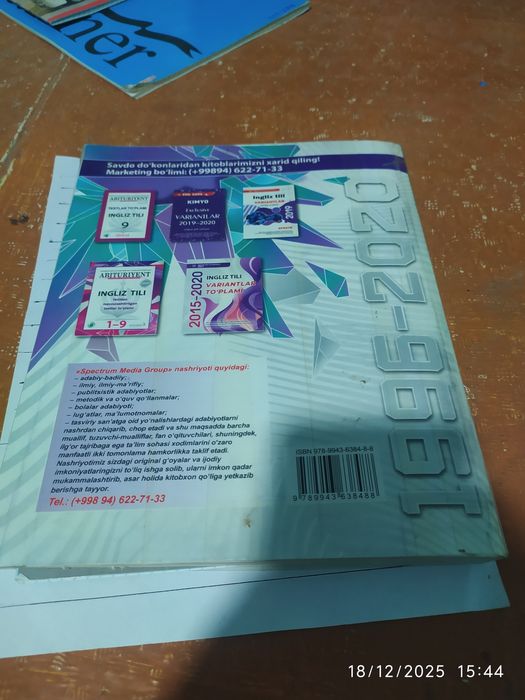 her
Savdo do'konlaridan kitoblarimizni xarid qiling!
Marketing bo'limi: (+99894) 622-71-33
ABITURIYENT
TESTLAR TO'PLAMI
INGLIZ TILI
9
KIMYO
VARIANTLAR
2019-2020
Ingliz tili
VARIANTLAR
2019
ABITURIYENT
INGLIZ TILI
1-9
2015-2020
INGLIZ TILI
VARIANTLAR
TO'PLAMI
1996-2020
«Spectrum Media Group» nashriyoti quyidagi:
– adabiy-badiiy;
– ilmiy, ilmiy-ma'rifiy;
– publitsistik adabiyotlar;
– metodik va o'quv qo'llanmalar;
– bolalar adabiyoti;
– lug'atlar, ma'lumotnomalar;
– tasviriy san'atga oid yo'nalishlardagi adabiyotlarni
nashrdan chiqarib, chop etadi va shu maqsadda barcha
muallif, tuzuvchi-mualliflar, fan o'qituvchilari, shuningdek,
ilg'or tajribaga ega ta'lim sohasi xodimlarini o'zaro
manfaatli ikki tomonlama hamkorlikka taklif etadi.
Nashriyotimiz sizdagi original g'oyalar va ijodiy
imkoniyatlaringizni to'liq ishga solib, ularni imkon qadar
mukammalashtirib, asar holida kitobxon qo'liga yetkazib
berishga tayyor.
Tel.: (+998 94) 622-71-33
ISBN 978-9943-6384-8-8
9 789943 638488
18/12/2025 15:44